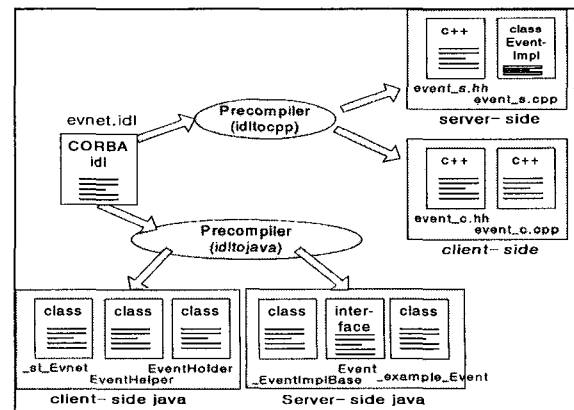 c++
class
Event-
Impl
event_s.hh
event_s.cpp
server-side
evnet.idl
CORBA
idl
Precompiler
(idltocpp)
C++
C++
event_c.hh
event_c.cpp
client-side
Precompiler
(idltojava)
class
class
class
_st_Evnet
EventHelper
EventHolder
client-side java
class
inter-
face
class
_EventImplBase
Event
_example_Event
Server-side java